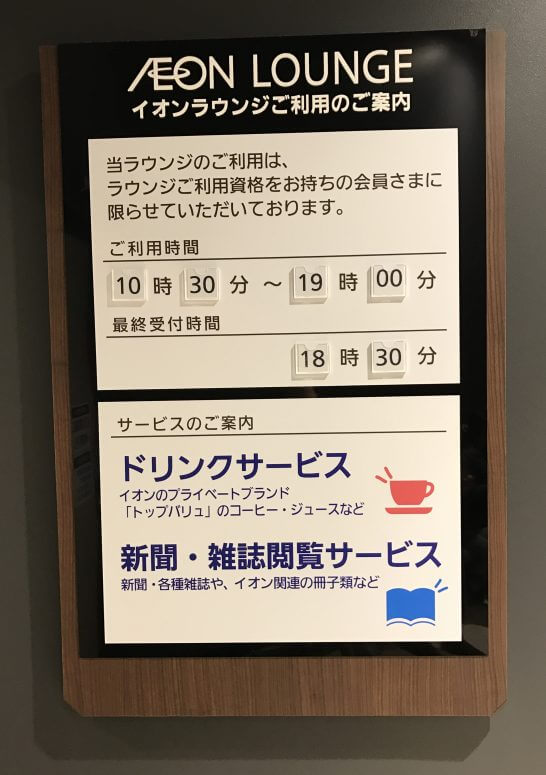 ÆON LOUNGE
イオンラウンジご利用のご案内
当ラウンジのご利用は、
ラウンジご利用資格をお持ちの会員さまに
限らせていただいております。
ご利用時間
10 時 30 分 〜 19 時 00 分
最終受付時間
18 時 30 分
サービスのご案内
ドリンクサービス
イオンのプライベートブランド
「トップバリュ」のコーヒー・ジュースなど
新聞・雑誌閲覧サービス
新聞・各種雑誌や、イオン関連の冊子類など